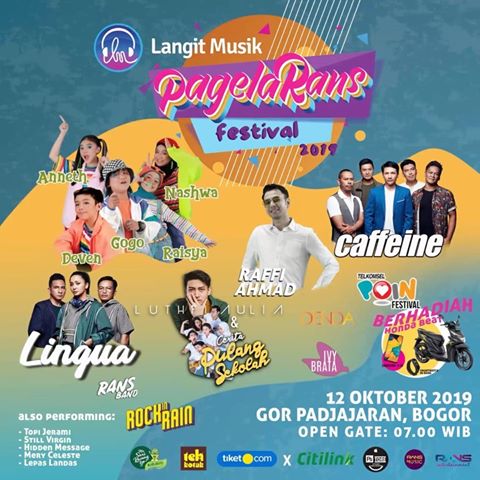 Langit Musik
PagelaRans
festival
2019
Anneth
Nashwa
Deven
Gogo
Raisya
RAFFI
AHMAD
caffeine
Lingua
&
Cerita
Pulang
Sekolah
DENDA
TELKOMSEL
POIN
FESTIVAL
BERHADIAH
Honda Beat
IVY
BRATA
RANS
BAND
ROCK IN RAIN
12 OKTOBER 2019
GOR PADJAJARAN, BOGOR
OPEN GATE: 07.00 WIB
also performing:
- Topi Jerami
- Still Virgin
- Hidden Message
- Mery Celeste
- Lepas Landas
teh
kotak
tiket.com
X
Citilink
RANS
MUSIC
RANS